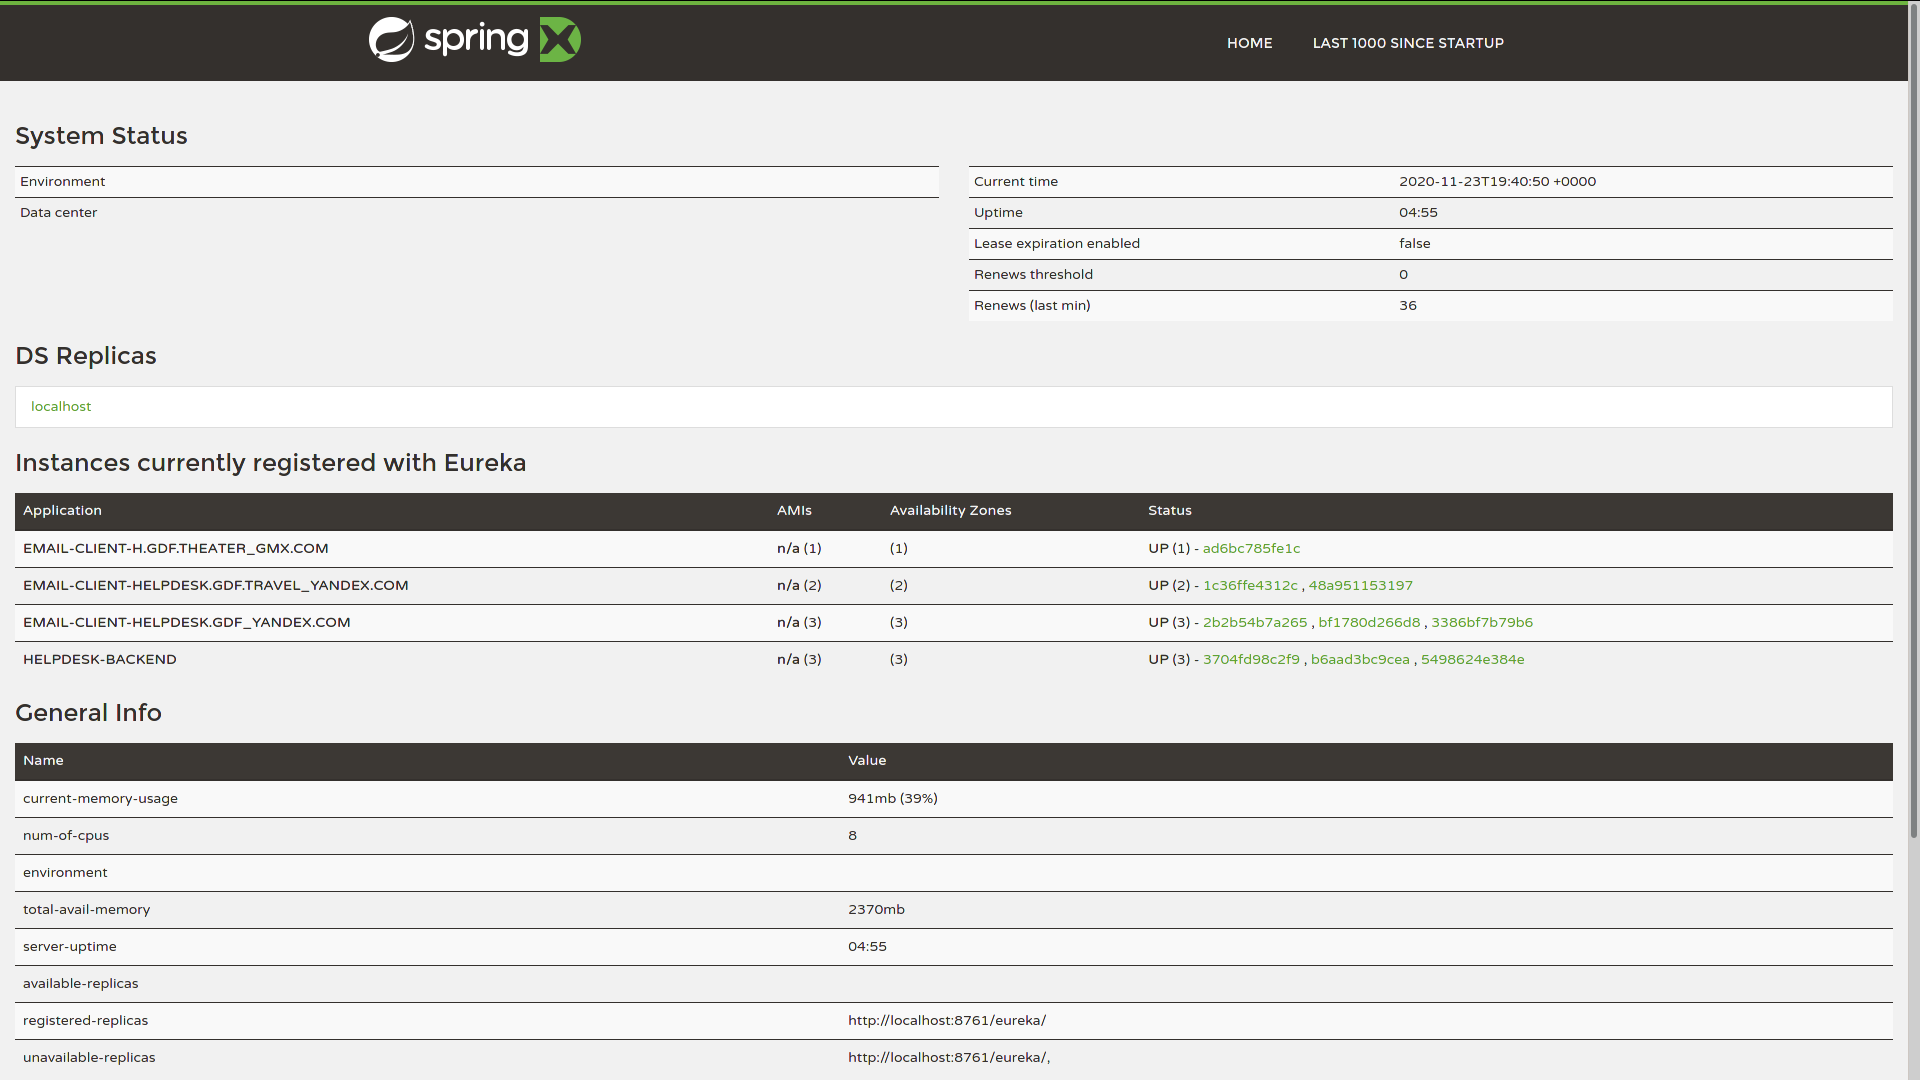 spring
HOME LAST 1000 SINCE STARTUP
System Status
Environment
Data center
Current time 2020-11-23T19:40:50 +0000
Uptime 04:55
Lease expiration enabled false
Renews threshold 0
Renews (last min) 36
DS Replicas
localhost
Instances currently registered with Eureka
Application AMIs Availability Zones Status
EMAIL-CLIENT-H.GDF.THEATER_GMX.COM n/a (1) (1) UP (1) - ad6bc785fe1c
EMAIL-CLIENT-HELPDESK.GDF.TRAVEL_YANDEX.COM n/a (2) (2) UP (2) - 1c36ffe4312c , 48a951153197
EMAIL-CLIENT-HELPDESK.GDF_YANDEX.COM n/a (3) (3) UP (3) - 2b2b54b7a265 , bf1780d266d8 , 3386bf7b79b6
HELPDESK-BACKEND n/a (3) (3) UP (3) - 3704fd98c2f9 , b6aad3bc9cea , 5498624e384e
General Info
Name Value
current-memory-usage 941mb (39%)
num-of-cpus 8
environment
total-avail-memory 2370mb
server-uptime 04:55
available-replicas
registered-replicas http://localhost:8761/eureka/
unavailable-replicas http://localhost:8761/eureka/,